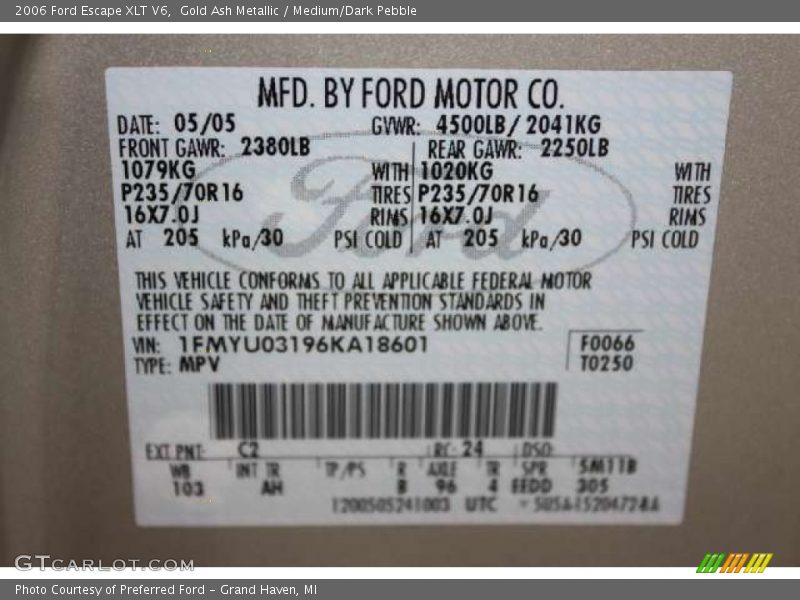 2006 Ford Escape XLT V6,  Gold Ash Metallic / Medium/Dark Pebble
MFD. BY FORD MOTOR CO.
DATE: 05/05 GVWR: 4500LB/ 2041KG
FRONT GAWR: 2380LB REAR GAWR: 2250LB
1079KG WITH 1020KG WITH
P235/70R16 TIRES P235/70R16 TIRES
16X7.0J RIMS 16X7.0J RIMS
AT 205 kPa/30 PSI COLD AT 205 kPa/30 PSI COLD
Ford
THIS VEHICLE CONFORMS TO ALL APPLICABLE FEDERAL MOTOR
VEHICLE SAFETY AND THEFT PREVENTION STANDARDS IN
EFFECT ON THE DATE OF MANUFACTURE SHOWN ABOVE.
VIN: 1FMYU03196KA18601 F0066
TYPE: MPV T0250
EXT PNT: C2 RC: 24 DSO:
WB INT TR TP/PS R AXLE TR SPR 5M11B
103 AH B 96 4 EEDD 305
1200505241003 UTC
GTCARLOT.COM
Photo Courtesy of Preferred Ford – Grand Haven, MI